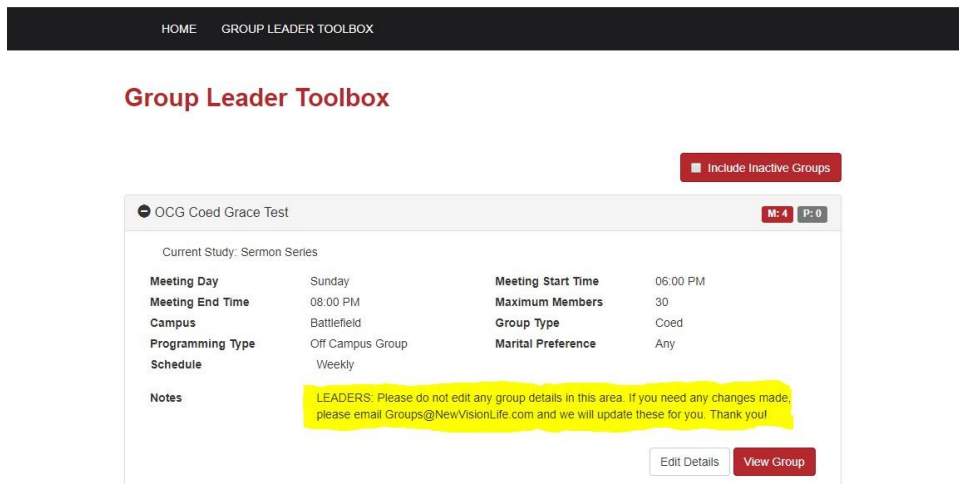 HOME GROUP LEADER TOOLBOX
Group Leader Toolbox
Include Inactive Groups
OCG Coed Grace Test M: 4 P: 0
Current Study: Sermon Series
Meeting Day Sunday Meeting Start Time 06:00 PM
Meeting End Time 08:00 PM Maximum Members 30
Campus Battlefield Group Type Coed
Programming Type Off Campus Group Marital Preference Any
Schedule Weekly
Notes LEADERS: Please do not edit any group details in this area. If you need any changes made,
please email Groups@NewVisionLife.com and we will update these for you. Thank you!
Edit Details View Group